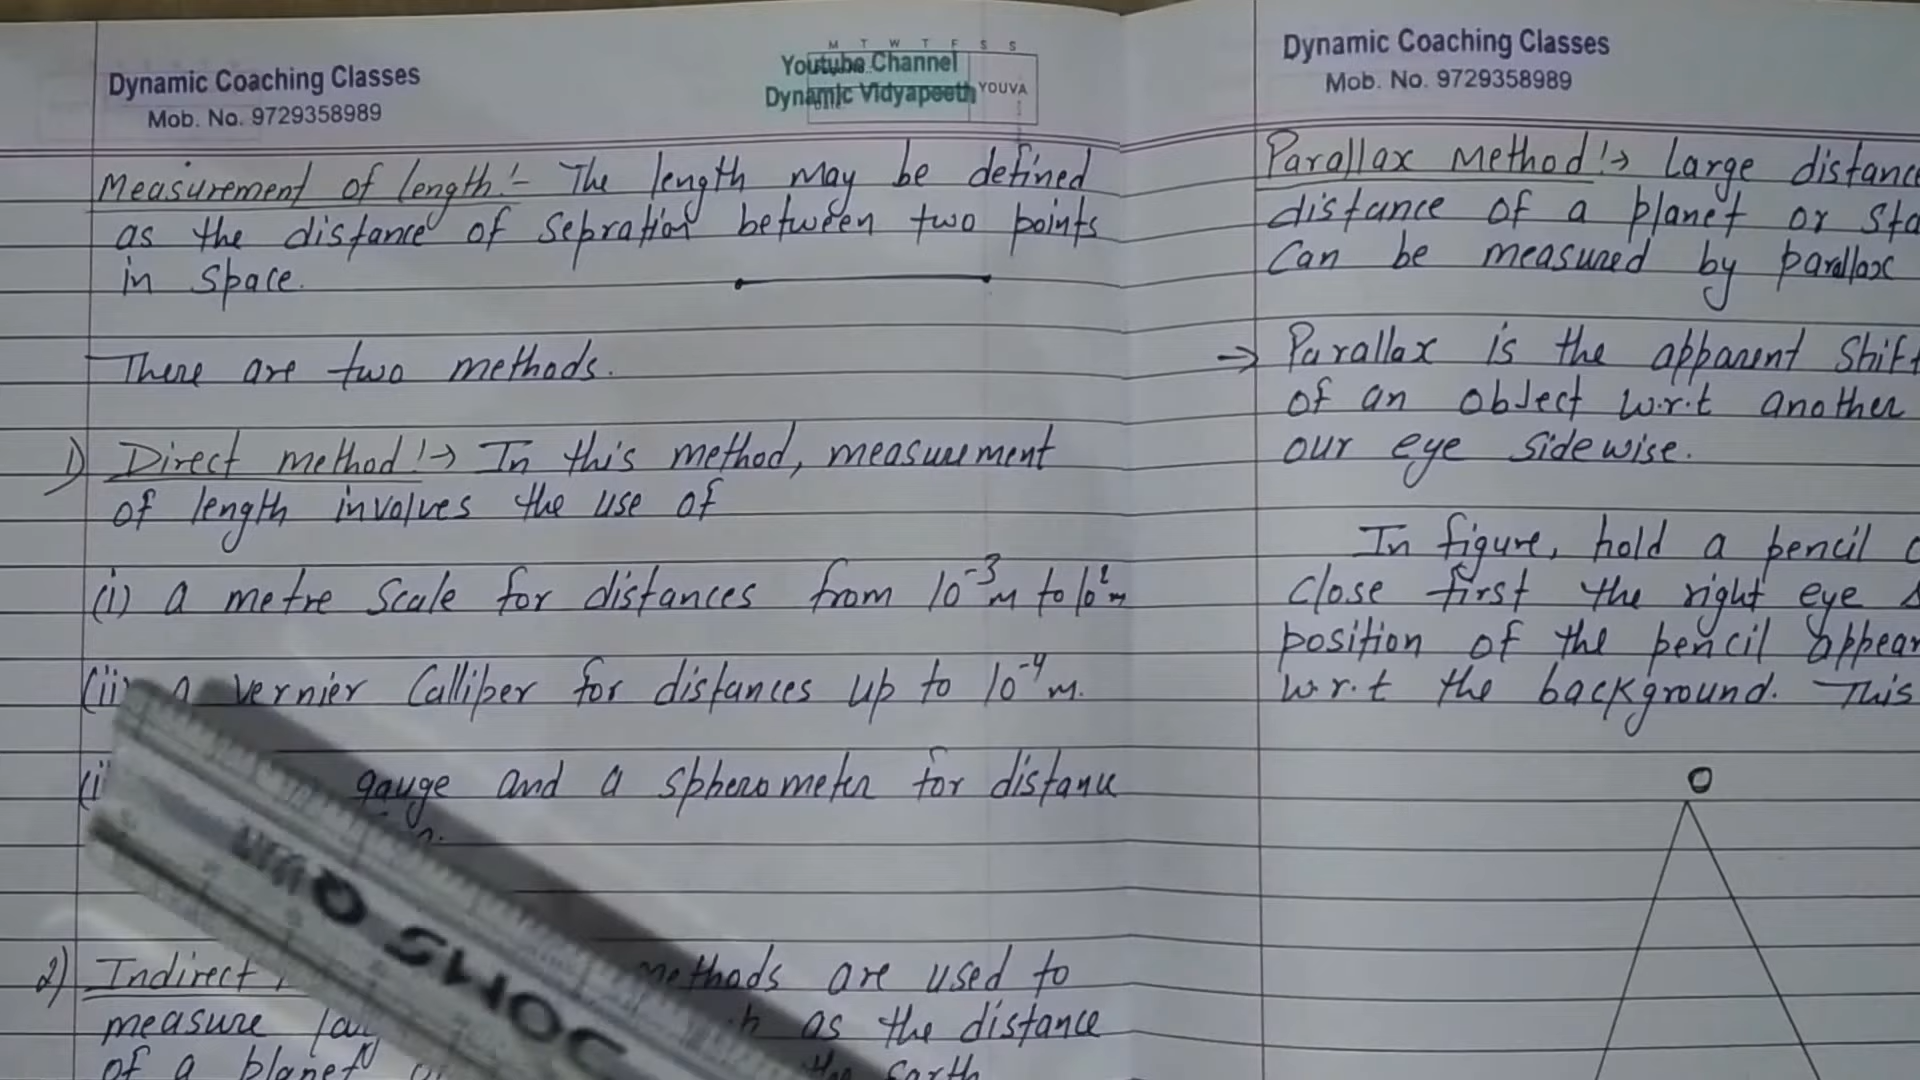 Dynamic Coaching Classes
Mob. No. 9729358989
M T W T F S S
Youtube Channel
Dynamic Vidyapeeth
YOUVA
Measurement of length:- The length may be defined
as the distance of sepration between two points
in space.
There are two methods.
1) Direct method:→ In this method, measurement
of length involves the use of
(i) a metre scale for distances from 10⁻³m to 10²m
(ii) a vernier Calliper for distances up to 10⁻⁴m.
gauge and a spherometer for distance
2) Indirect methods are used to
measure as the distance
of a planet Earth
DOMS
Dynamic Coaching Classes
Mob. No. 9729358989
Parallax Method:→ Large distance
distance of a planet or
Can be measured by parallax
→ Parallax is the apparent Shift
of an object w.r.t another
our eye sidewise.
In figure, hold a pencil
close first the right eye
position of the pencil appear
w.r.t the background. This
O